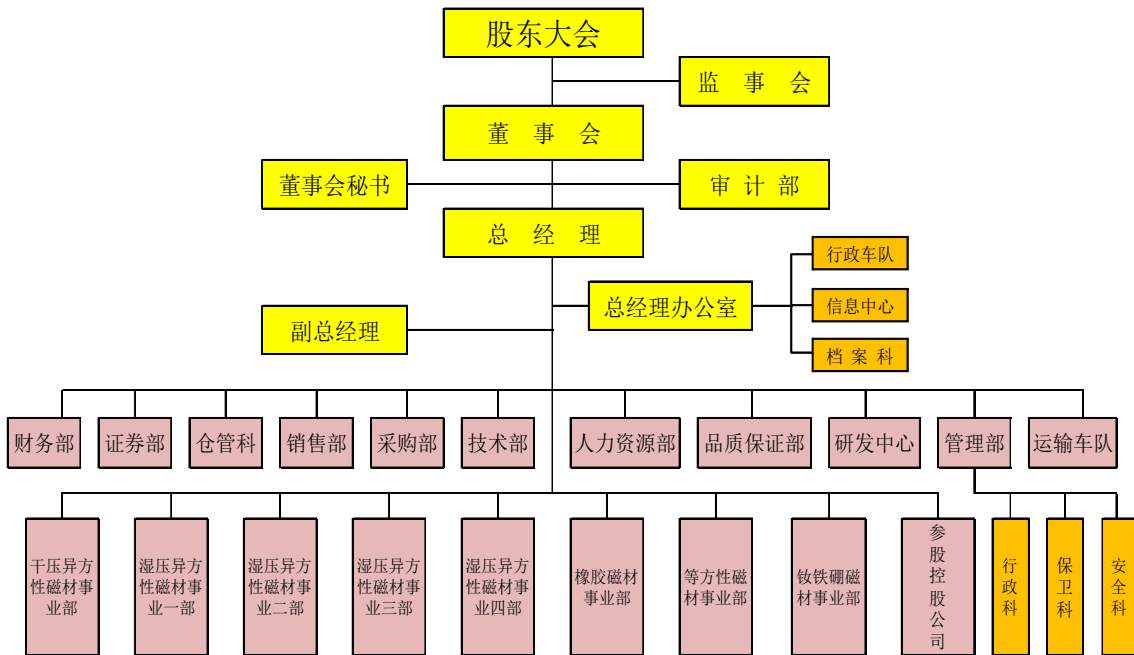 股东大会
监 事 会
董 事 会
董事会秘书
审 计 部
总 经 理
行政车队
总经理办公室
信息中心
副总经理
档 案 科
财务部
证券部
仓管科
销售部
采购部
技术部
人力资源部
品质保证部
研发中心
管理部
运输车队
干压异方
性磁材事
业部
湿压异方
性磁材事
业一部
湿压异方
性磁材事
业二部
湿压异方
性磁材事
业三部
湿压异方
性磁材事
业四部
橡胶磁材
事业部
等方性磁
材事业部
钕铁硼磁
材事业部
参股控股公司
行政科
保卫科
安全科